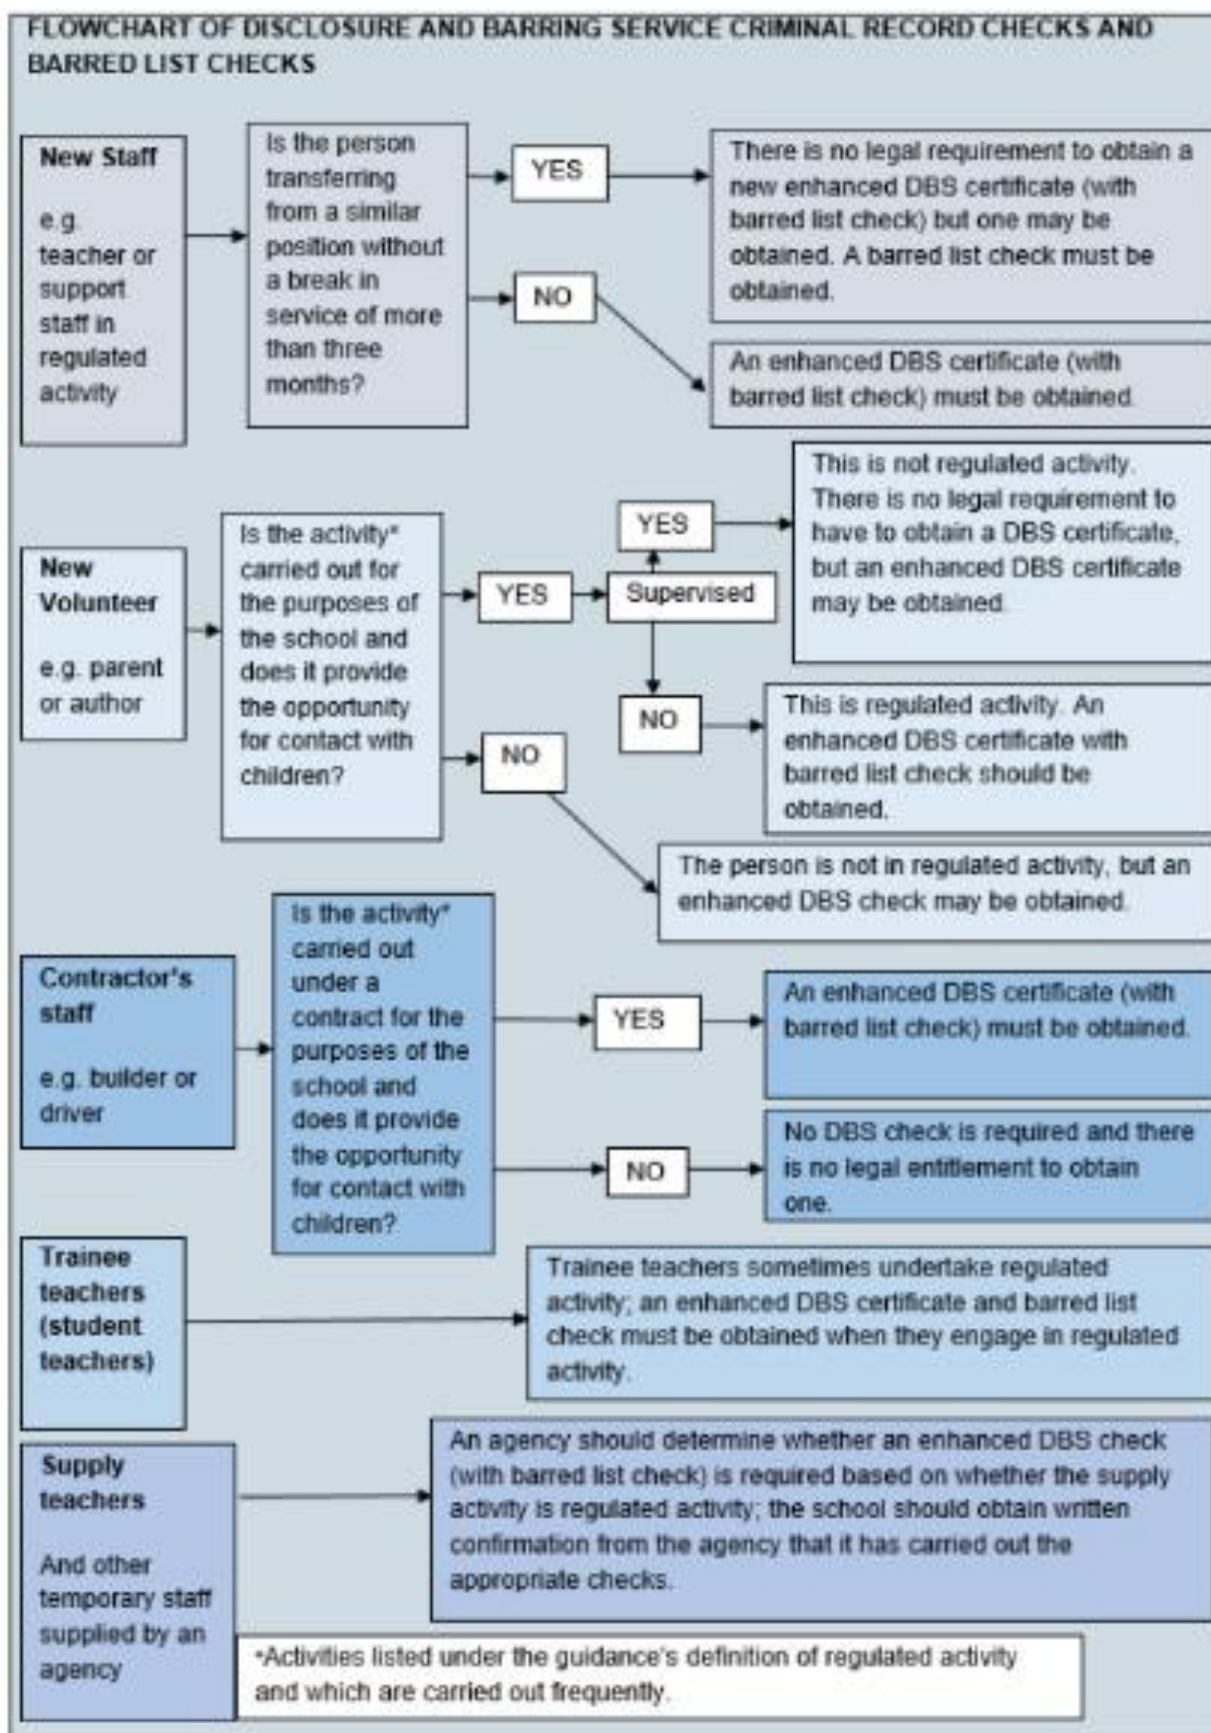 FLOWCHART OF DISCLOSURE AND BARRING SERVICE CRIMINAL RECORD CHECKS AND
BARRED LIST CHECKS
New Staff
e.g.
teacher or
support
staff in
regulated
activity
Is the person
transferring
from a similar
position without
a break in
service of more
than three
months?
YES
There is no legal requirement to obtain a
new enhanced DBS certificate (with
barred list check) but one may be
obtained. A barred list check must be
obtained.
NO
An enhanced DBS certificate (with
barred list check) must be obtained.
New
Volunteer
e.g. parent
or author
Is the activity*
carried out for
the purposes of
the school and
does it provide
the opportunity
for contact with
children?
YES
Supervised
YES
This is not regulated activity.
There is no legal requirement to
have to obtain a DBS certificate,
but an enhanced DBS certificate
may be obtained.
NO
This is regulated activity. An
enhanced DBS certificate with
barred list check should be
obtained.
NO
The person is not in regulated activity, but an
enhanced DBS check may be obtained.
Contractor's
staff
e.g. builder or
driver
Is the activity*
carried out
under a
contract for the
purposes of the
school and
does it provide
the opportunity
for contact with
children?
YES
An enhanced DBS certificate (with
barred list check) must be obtained.
NO
No DBS check is required and there
is no legal entitlement to obtain
one.
Trainee
teachers
(student
teachers)
Trainee teachers sometimes undertake regulated
activity; an enhanced DBS certificate and barred list
check must be obtained when they engage in regulated
activity.
Supply
teachers
And other
temporary staff
supplied by an
agency
An agency should determine whether an enhanced DBS check
(with barred list check) is required based on whether the supply
activity is regulated activity; the school should obtain written
confirmation from the agency that it has carried out the
appropriate checks.
*Activities listed under the guidance's definition of regulated activity
and which are carried out frequently.